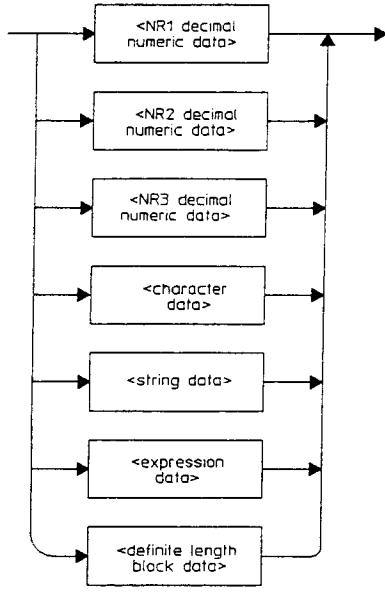 <NR1 decimal
numeric data>
<NR2 decimal
numeric data>
<NR3 decimal
numeric data>
<character
data>
<string data>
<expression
data>
<definite length
block data>